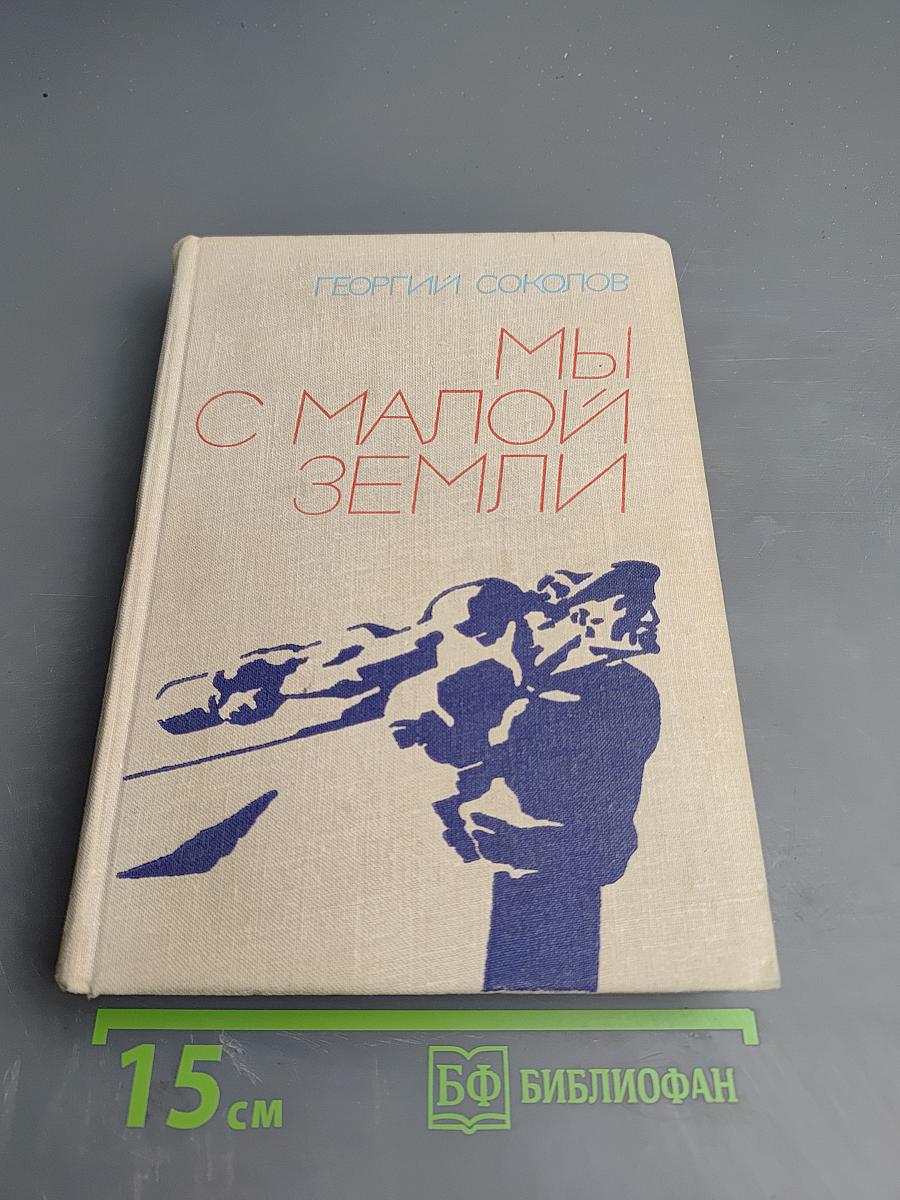 ГЕОРГИЙ СОКОЛОВ
МЫ
С МАЛОЙ
ЗЕМЛИ
15 см
БФ БИБЛИОФАН